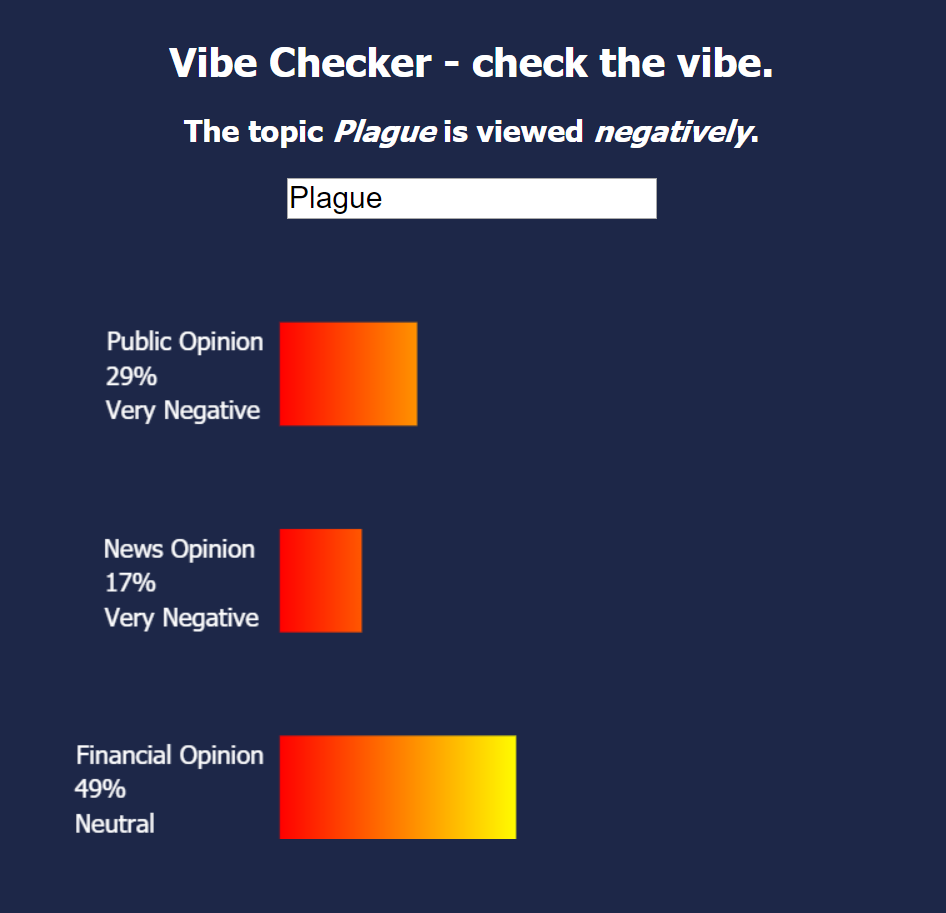 Vibe Checker - check the vibe.
The topic Plague is viewed negatively.
Plague
Public Opinion
29%
Very Negative
News Opinion
17%
Very Negative
Financial Opinion
49%
Neutral